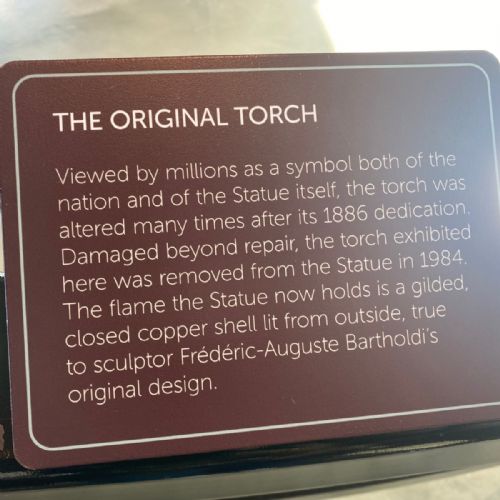 THE ORIGINAL TORCH
Viewed by millions as a symbol both of the
nation and of the Statue itself, the torch was
altered many times after its 1886 dedication.
Damaged beyond repair, the torch exhibited
here was removed from the Statue in 1984.
The flame the Statue now holds is a gilded,
closed copper shell lit from outside, true
to sculptor Frédéric-Auguste Bartholdi's
original design.